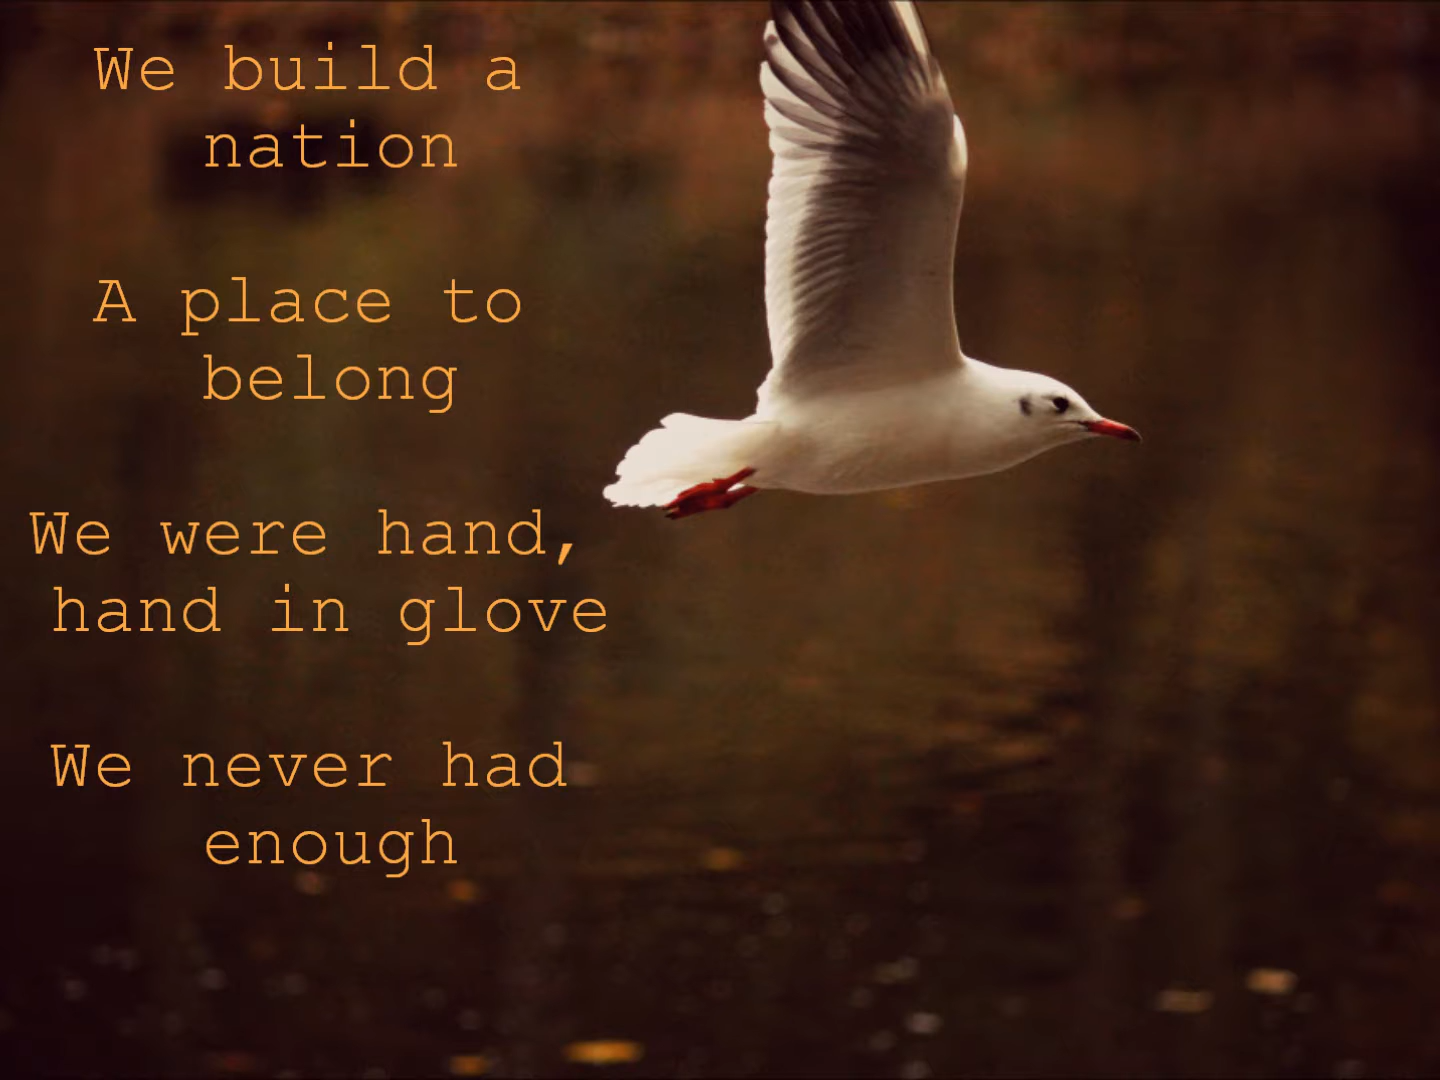 We build a
nation
A place to
belong
We were hand,
hand in glove
We never had
enough